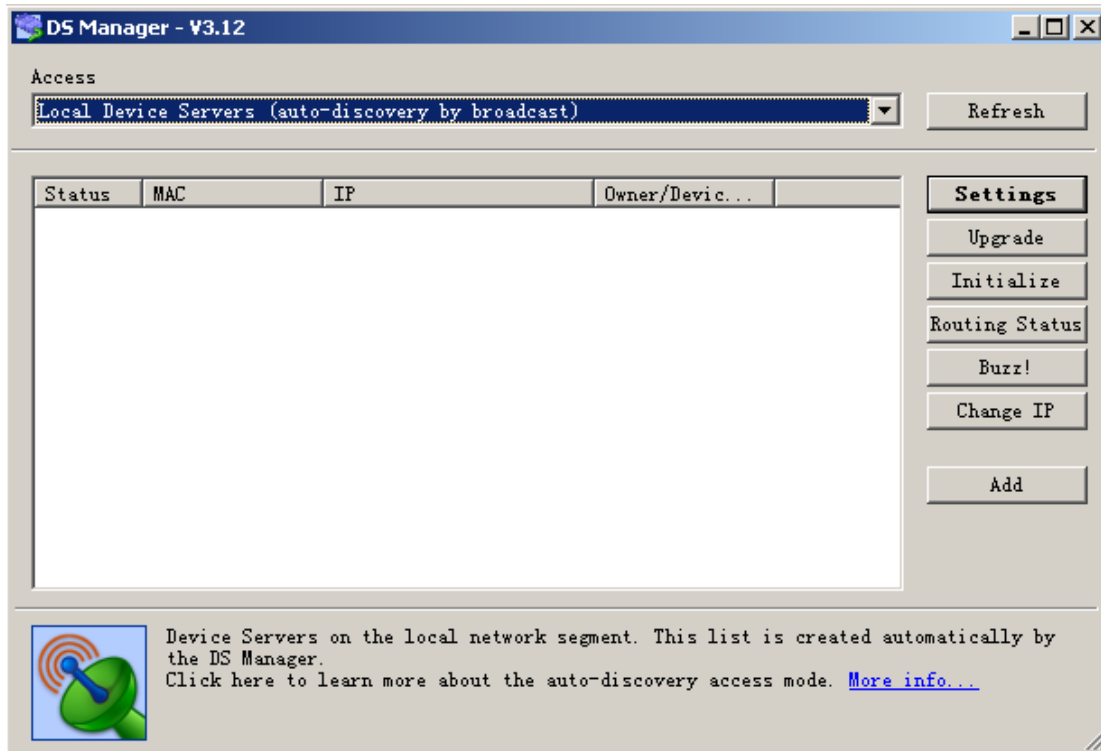 DS Manager - V3.12
Access
Local Device Servers (auto-discovery by broadcast)
Refresh
Status MAC IP Owner/Devic...
Settings
Upgrade
Initialize
Routing Status
Buzz!
Change IP
Add
Device Servers on the local network segment. This list is created automatically by
the DS Manager.
Click here to learn more about the auto-discovery access mode. More info...